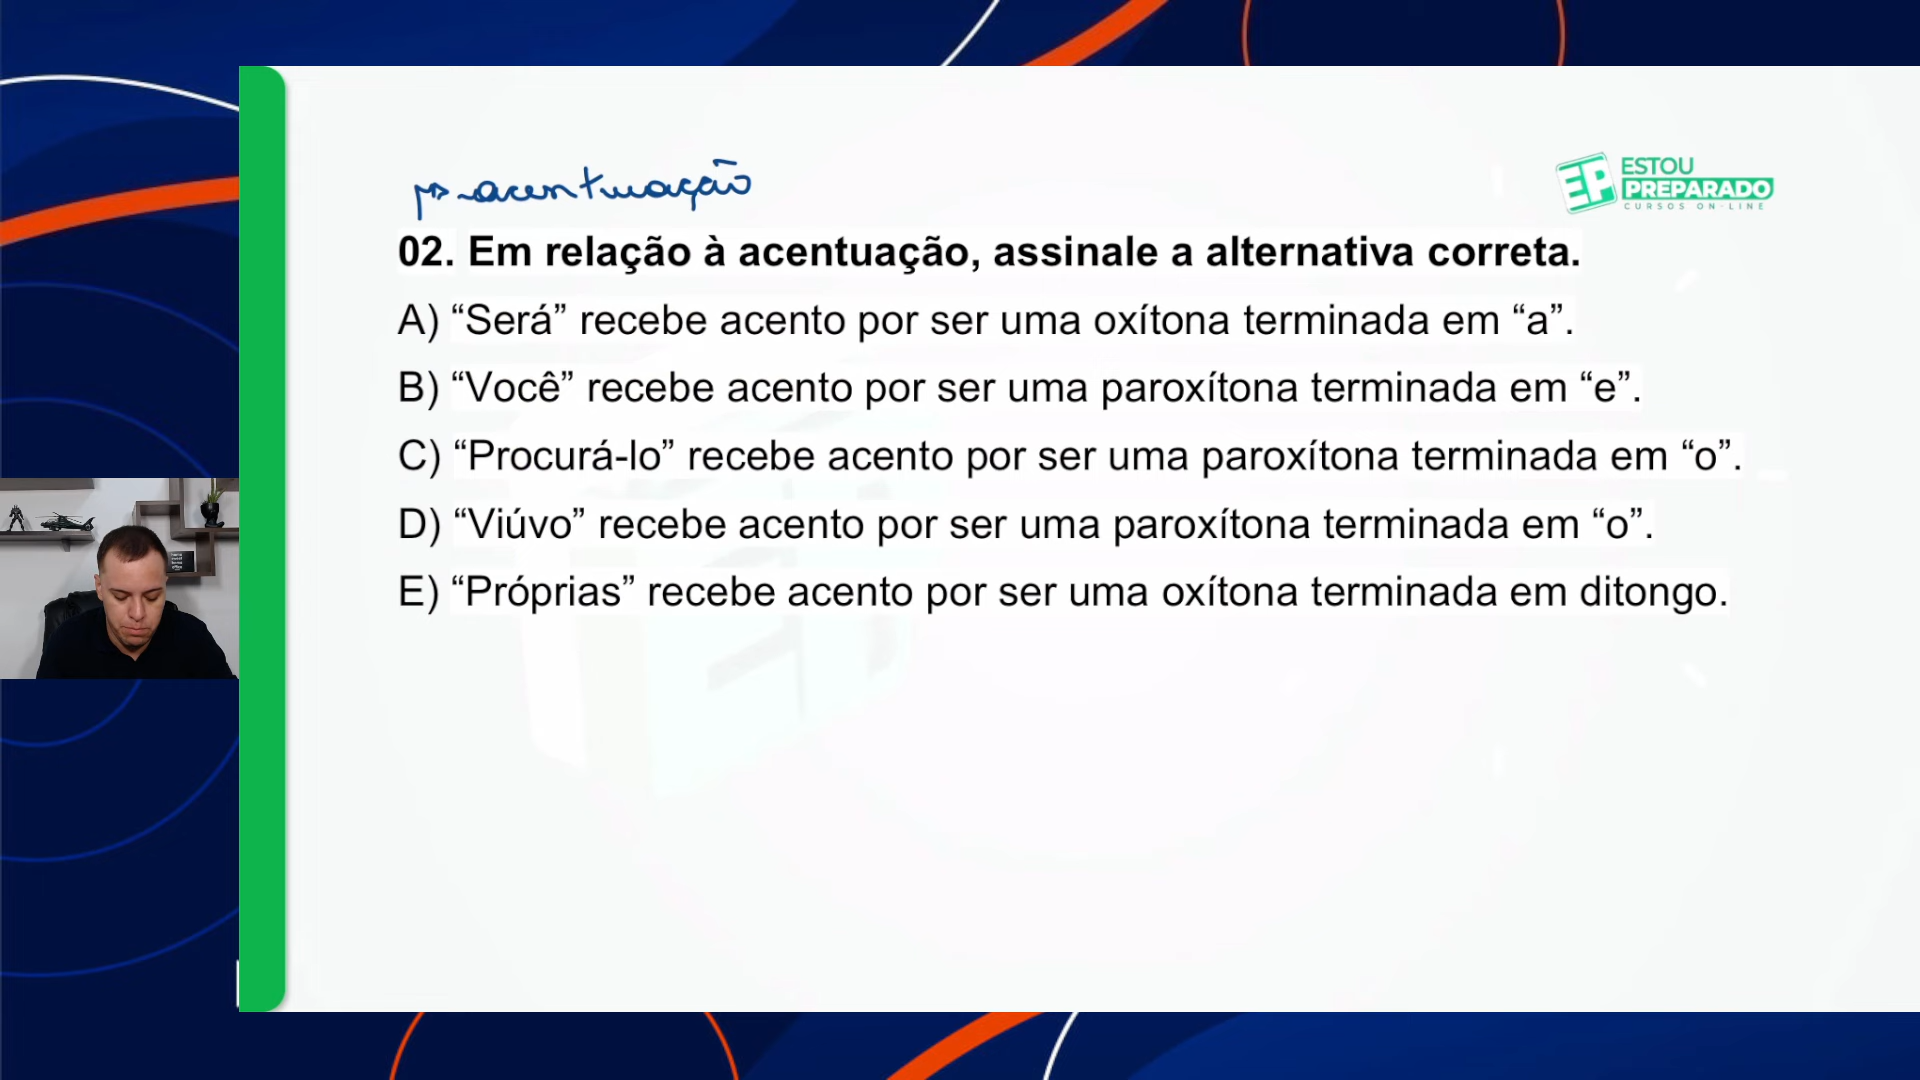 acentuação
ESTOU
PREPARADO
CURSOS ON-LINE
EP
02. Em relação à acentuação, assinale a alternativa correta.
A) “Será” recebe acento por ser uma oxítona terminada em “a”.
B) “Você” recebe acento por ser uma paroxítona terminada em “e”.
C) “Procurá-lo” recebe acento por ser uma paroxítona terminada em “o”.
D) “Viúvo” recebe acento por ser uma paroxítona terminada em “o”.
E) “Próprias” recebe acento por ser uma oxítona terminada em ditongo.